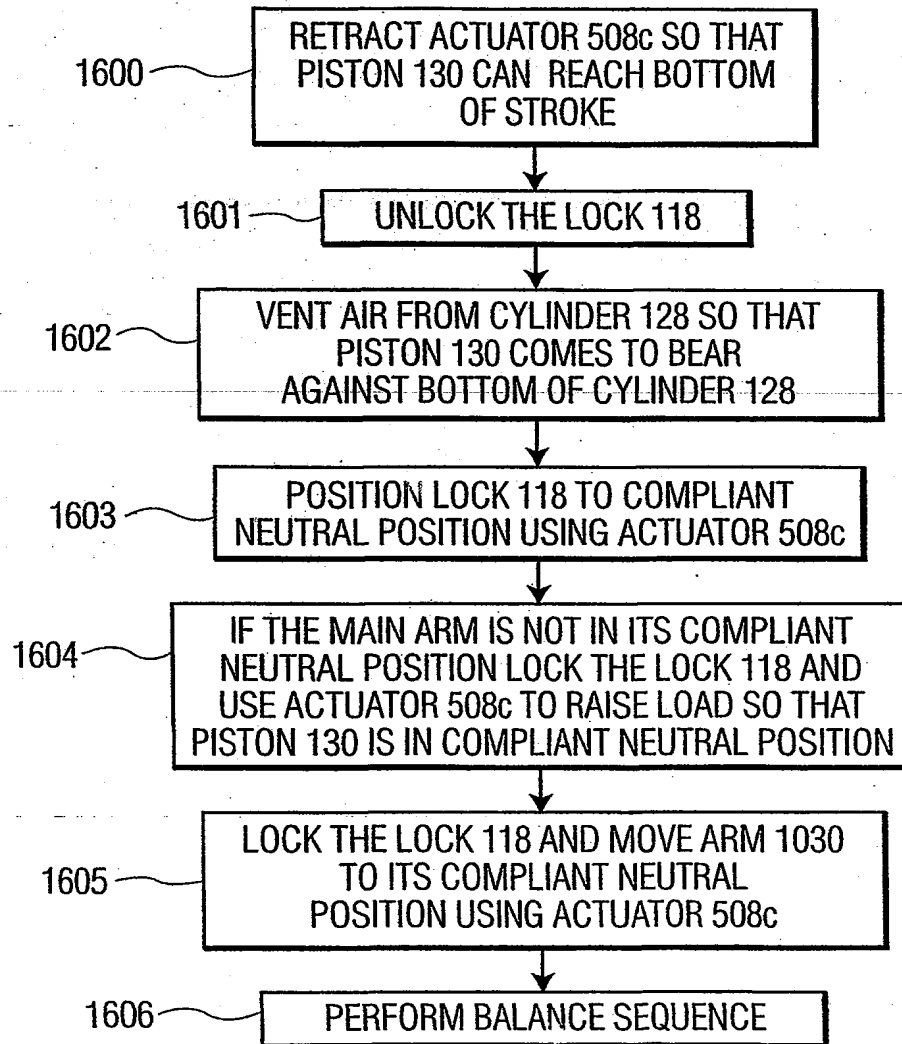 RETRACT ACTUATOR 508c SO THAT
1600
PISTON 130 CAN REACH BOTTOM
OF STROKE
1601
UNLOCK THE LOCK 118
VENT AIR FROM CYLINDER 128 SO THAT
1602
PISTON 130 COMES TO BEAR
AGAINST BOTTOM OF CYLINDER 128
POSITION LOCK 118 TO COMPLIANT
1603
NEUTRAL POSITION USING ACTUATOR 508c
IF THE MAIN ARM IS NOT IN ITS COMPLIANT
1604
NEUTRAL POSITION LOCK THE LOCK 118 AND
USE ACTUATOR 508c TO RAISE LOAD SO THAT
PISTON 130 IS IN COMPLIANT NEUTRAL POSITION
LOCK THE LOCK 118 AND MOVE ARM 1030
1605
TO ITS COMPLIANT NEUTRAL
POSITION USING ACTUATOR 508c
1606
PERFORM BALANCE SEQUENCE